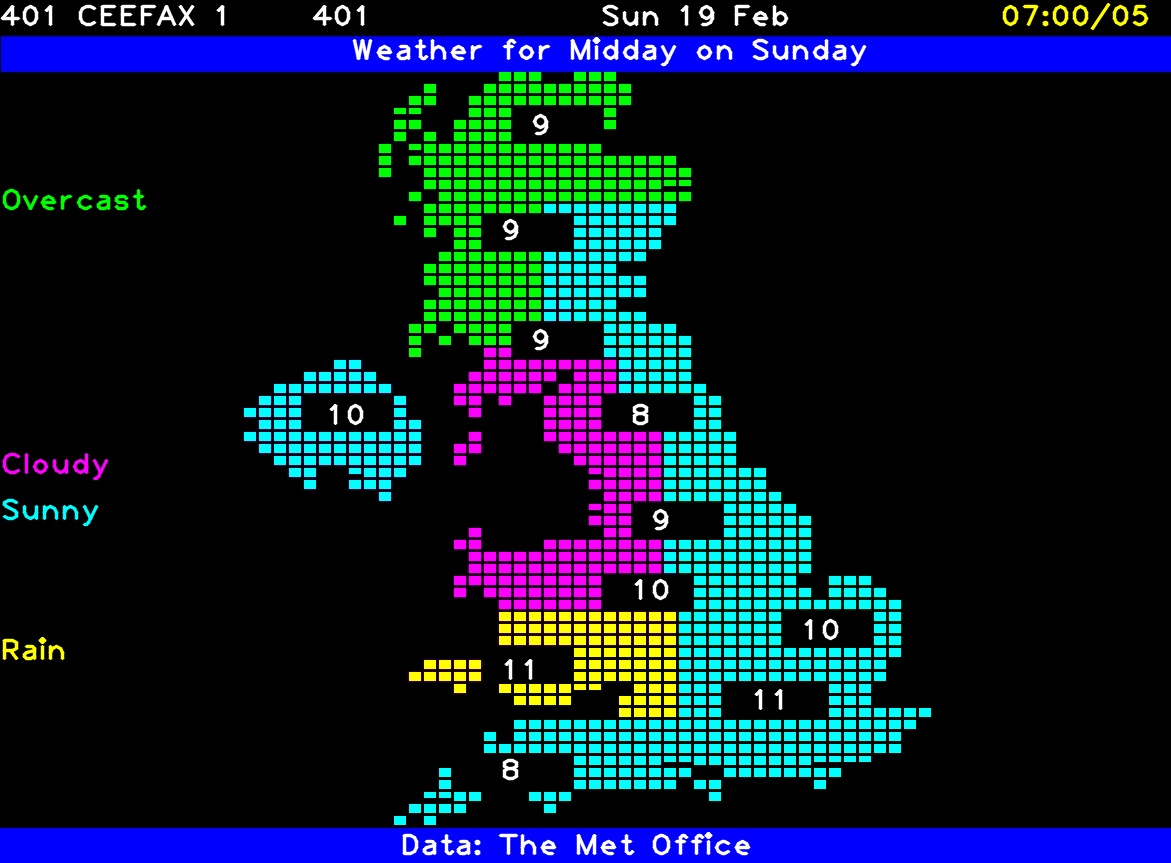 401 CEEFAX 1 401 Sun 19 Feb 07:00/05
Weather for Midday on Sunday
9
Overcast
9
9
10 8
Cloudy
Sunny
9
10
10
Rain
11
11
8
Data: The Met Office